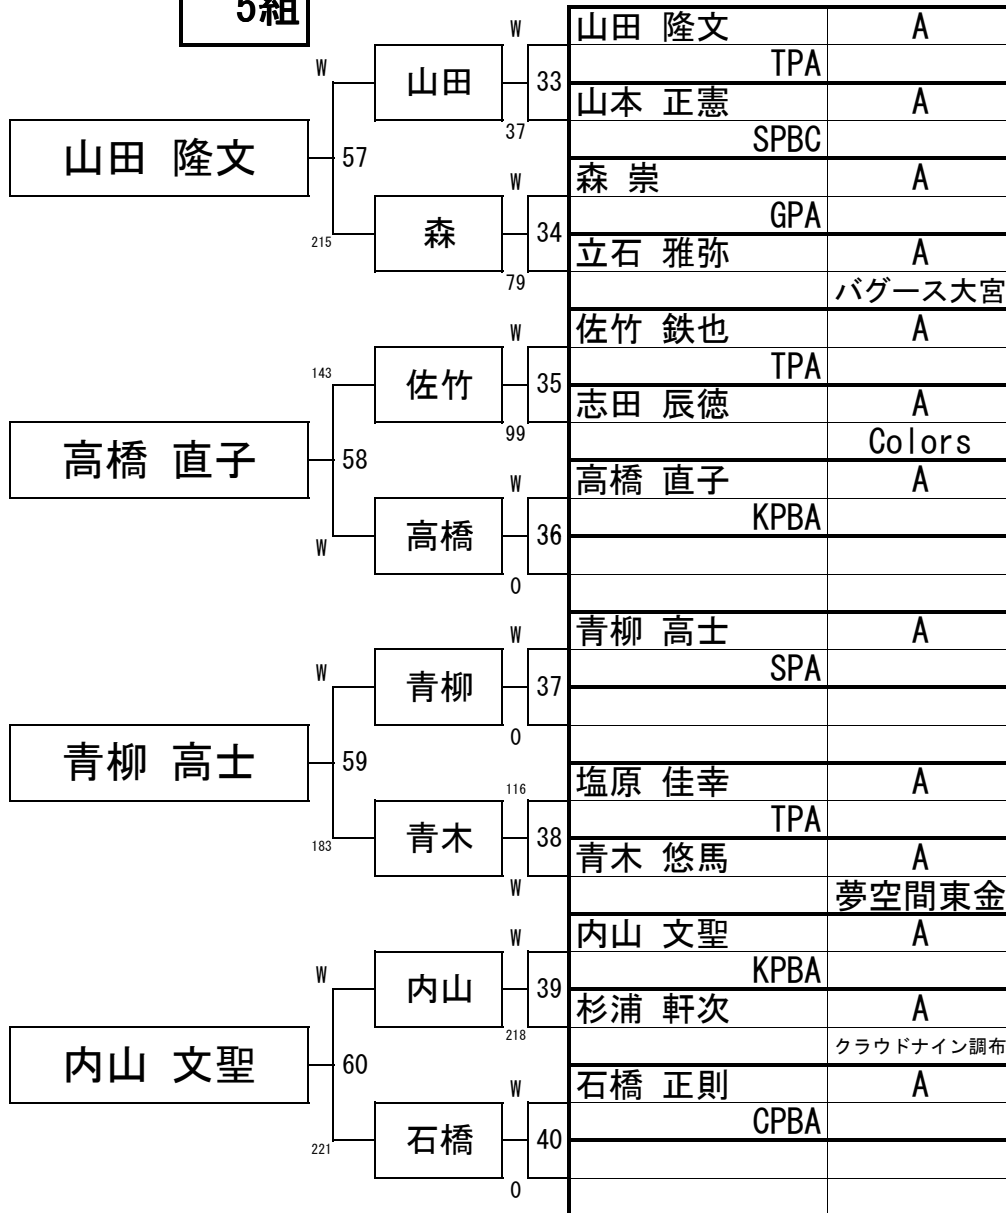 5組
W
山田 隆文 A
W
山田
33
TPA
山本 正憲 A
37
SPBC
山田 隆文
57
W
森 崇 A
森
34
GPA
215
立石 雅弥 A
79
バグース大宮
W
佐竹 鉄也 A
143
佐竹
35
TPA
志田 辰徳 A
99
Colors
高橋 直子
58
W
高橋 直子 A
KPBA
高橋
36
W
0
W
青柳 高士 A
W
青柳
37
SPA
0
青柳 高士
59
116
塩原 佳幸 A
TPA
青木
38
183
青木 悠馬 A
W
夢空間東金
W
内山 文聖 A
W
内山
39
KPBA
杉浦 軒次 A
218
クラウドナイン調布
内山 文聖
60
W
石橋 正則 A
CPBA
石橋
40
221
0